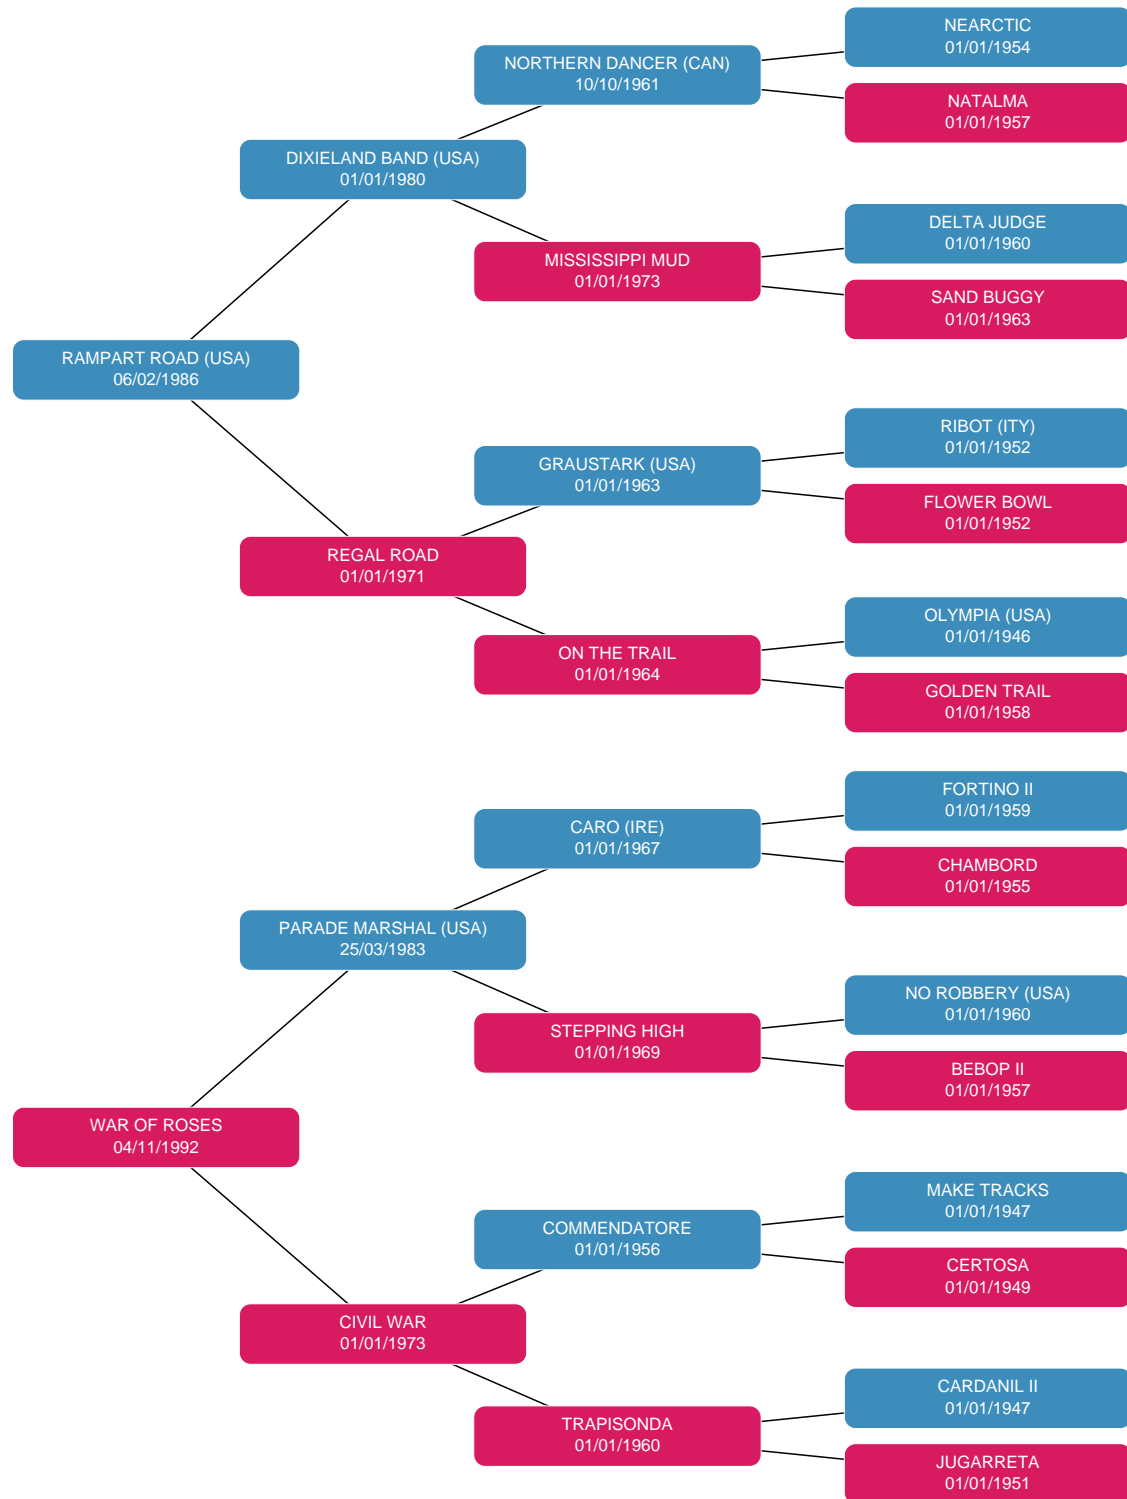 NEARCTIC
01/01/1954
NORTHERN DANCER (CAN)
10/10/1961
NATALMA
01/01/1957
DIXIELAND BAND (USA)
01/01/1980
DELTA JUDGE
01/01/1960
MISSISSIPPI MUD
01/01/1973
SAND BUGGY
01/01/1963
RAMPART ROAD (USA)
06/02/1986
RIBOT (ITY)
01/01/1952
GRAUSTARK (USA)
01/01/1963
FLOWER BOWL
01/01/1952
REGAL ROAD
01/01/1971
OLYMPIA (USA)
01/01/1946
ON THE TRAIL
01/01/1964
GOLDEN TRAIL
01/01/1958
FORTINO II
01/01/1959
CARO (IRE)
01/01/1967
CHAMBORD
01/01/1955
PARADE MARSHAL (USA)
25/03/1983
NO ROBBERY (USA)
01/01/1960
STEPPING HIGH
01/01/1969
BEBOP II
01/01/1957
WAR OF ROSES
04/11/1992
MAKE TRACKS
01/01/1947
COMMENDATORE
01/01/1956
CERTOSA
01/01/1949
CIVIL WAR
01/01/1973
CARDANIL II
01/01/1947
TRAPISONDA
01/01/1960
JUGARRETA
01/01/1951